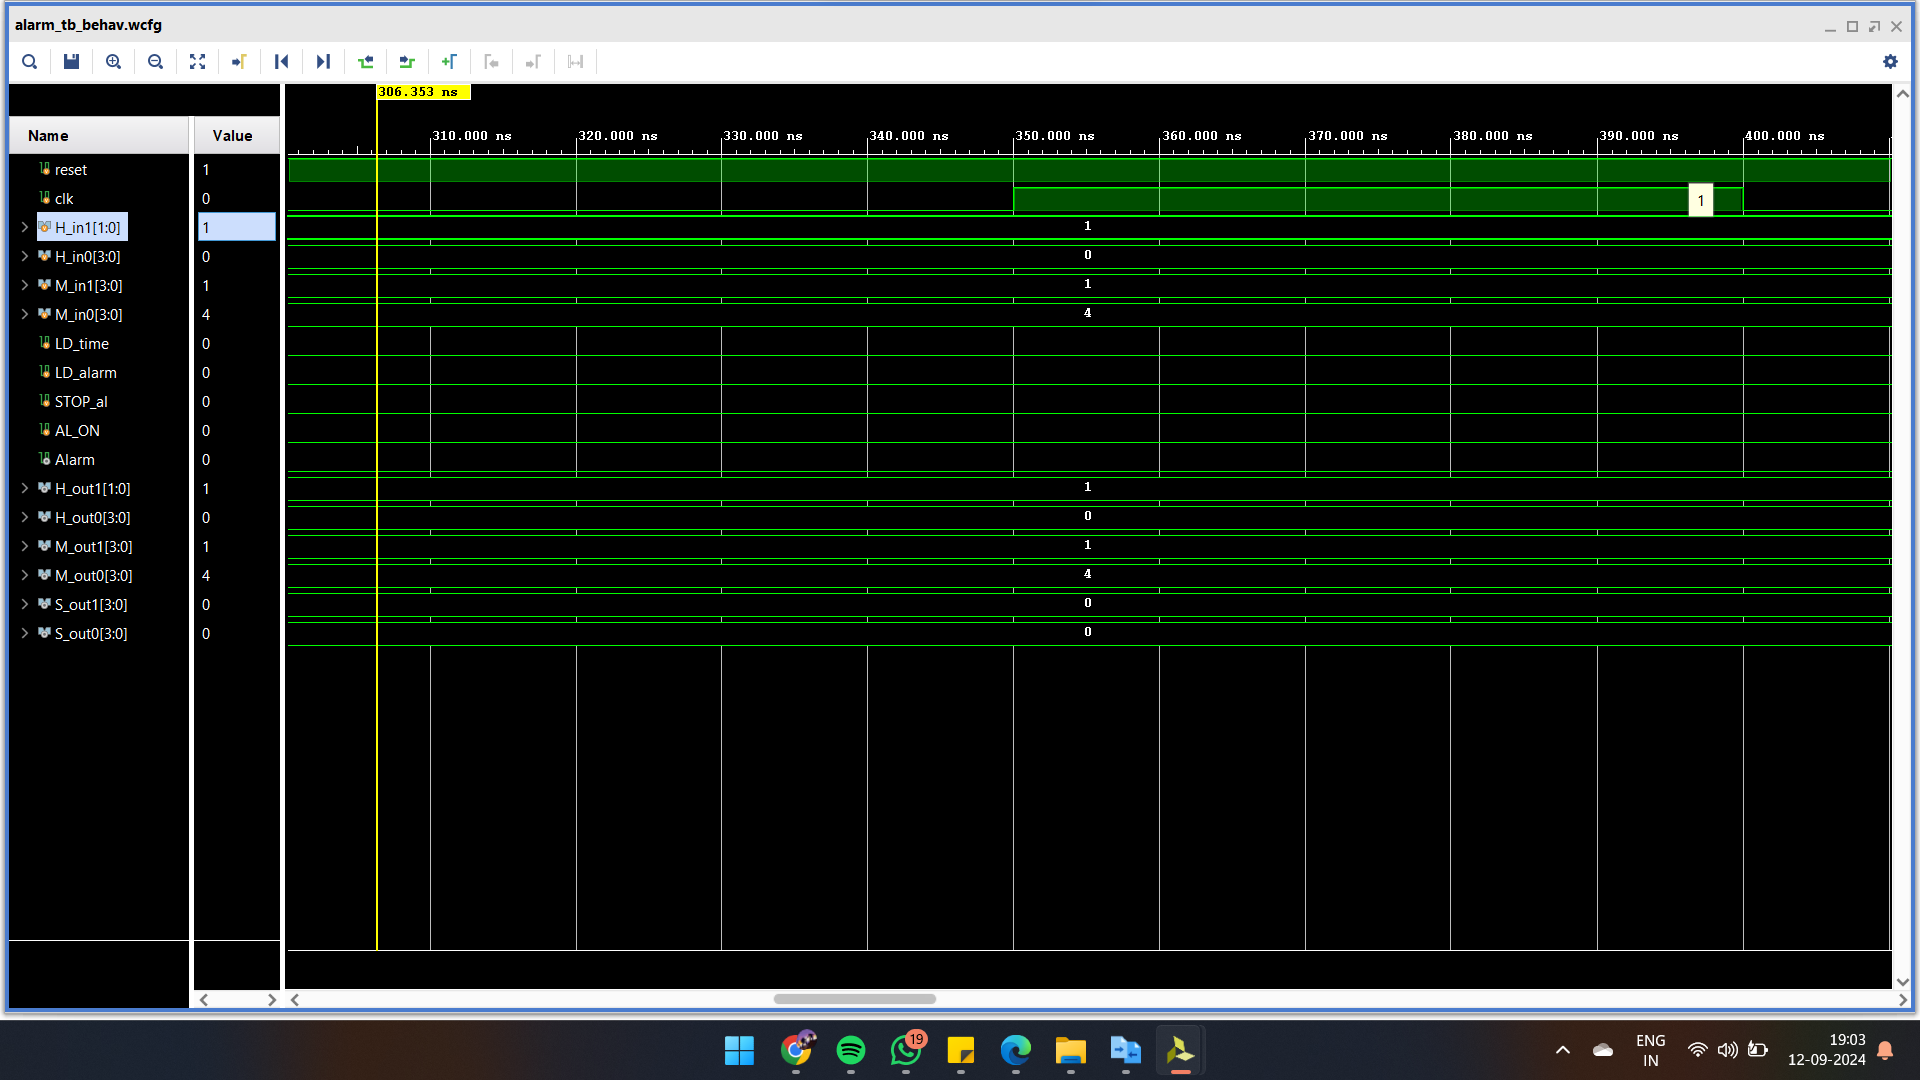 alarm_tb_behav.wcfg
306.353 ns
Name Value
310.000 ns 320.000 ns 330.000 ns 340.000 ns 350.000 ns 360.000 ns 370.000 ns 380.000 ns 390.000 ns 400.000 ns
reset 1
clk 0 1
H_in1[1:0] 1 1
H_in0[3:0] 0 0
M_in1[3:0] 1 1
M_in0[3:0] 4 4
LD_time 0
LD_alarm 0
STOP_al 0
AL_ON 0
Alarm 0
H_out1[1:0] 1 1
H_out0[3:0] 0 0
M_out1[3:0] 1 1
M_out0[3:0] 4 4
S_out1[3:0] 0 0
S_out0[3:0] 0 0
19
ENG
IN
19:03
12-09-2024